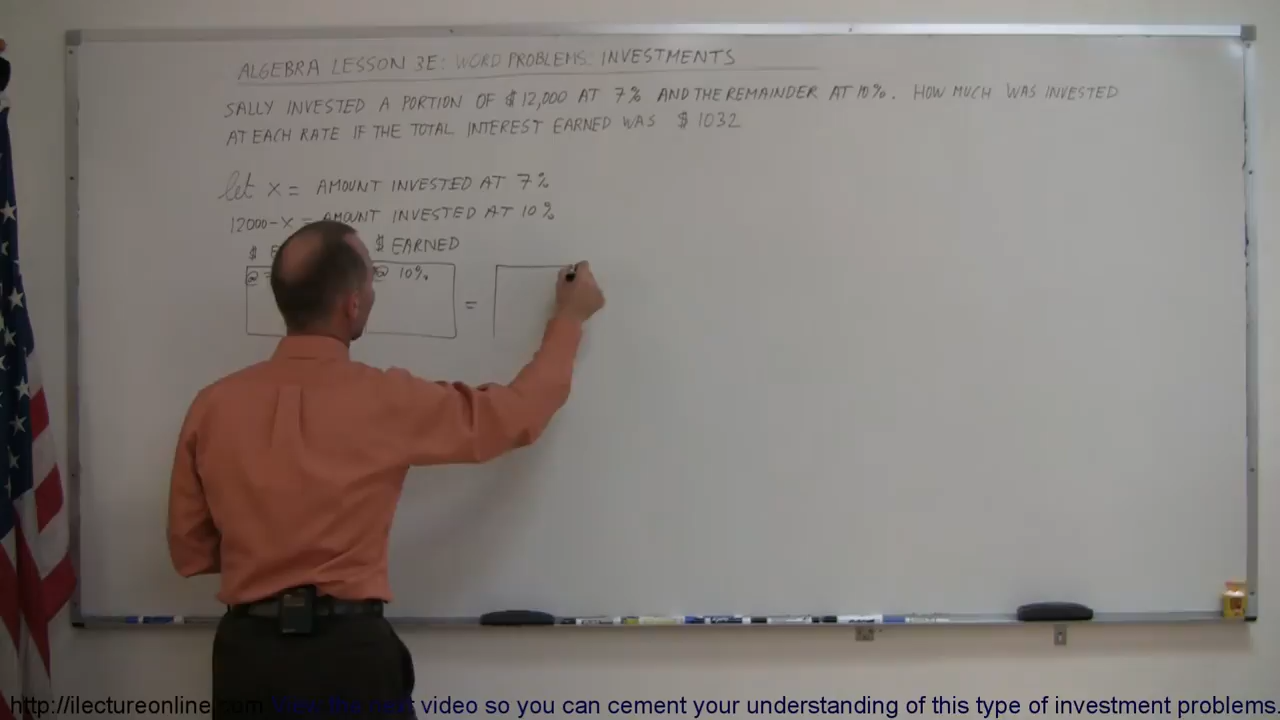 ALGEBRA LESSON 3E: WORD PROBLEMS: INVESTMENTS
SALLY INVESTED A PORTION OF $12,000 AT 7% AND THE REMAINDER AT 10%. HOW MUCH WAS INVESTED
AT EACH RATE IF THE TOTAL INTEREST EARNED WAS $1032
let X = AMOUNT INVESTED AT 7%
12000-X = AMOUNT INVESTED AT 10%
$ $ EARNED
@ @ 10%
=
http://ilectureonline.com View the next video so you can cement your understanding of this type of investment problems.